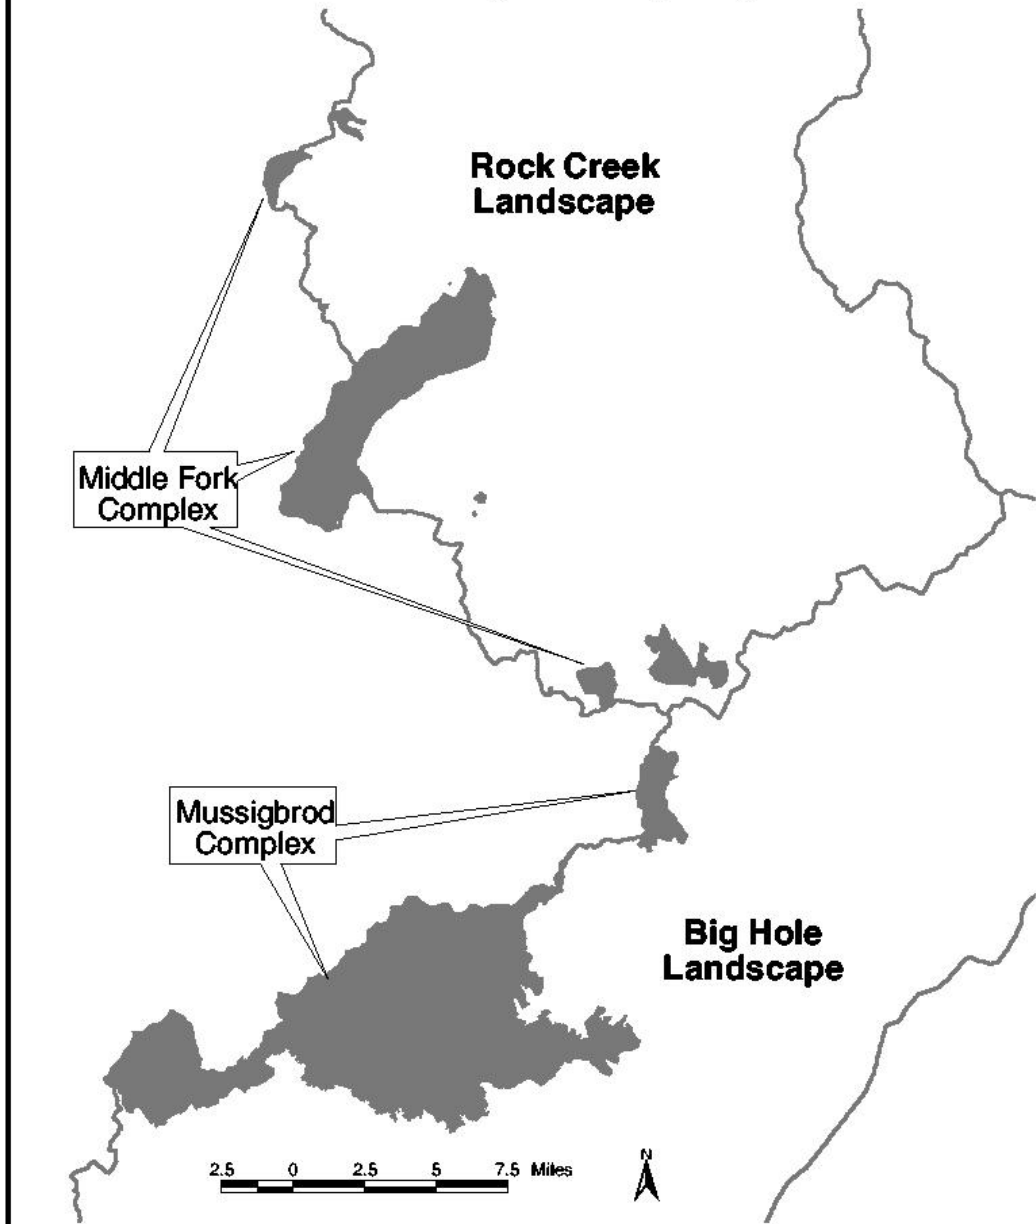 Rock Creek
Landscape
Middle Fork
Complex
Mussigbrod
Complex
Big Hole
Landscape
N
2.5 0 2.5 5 7.5 Miles